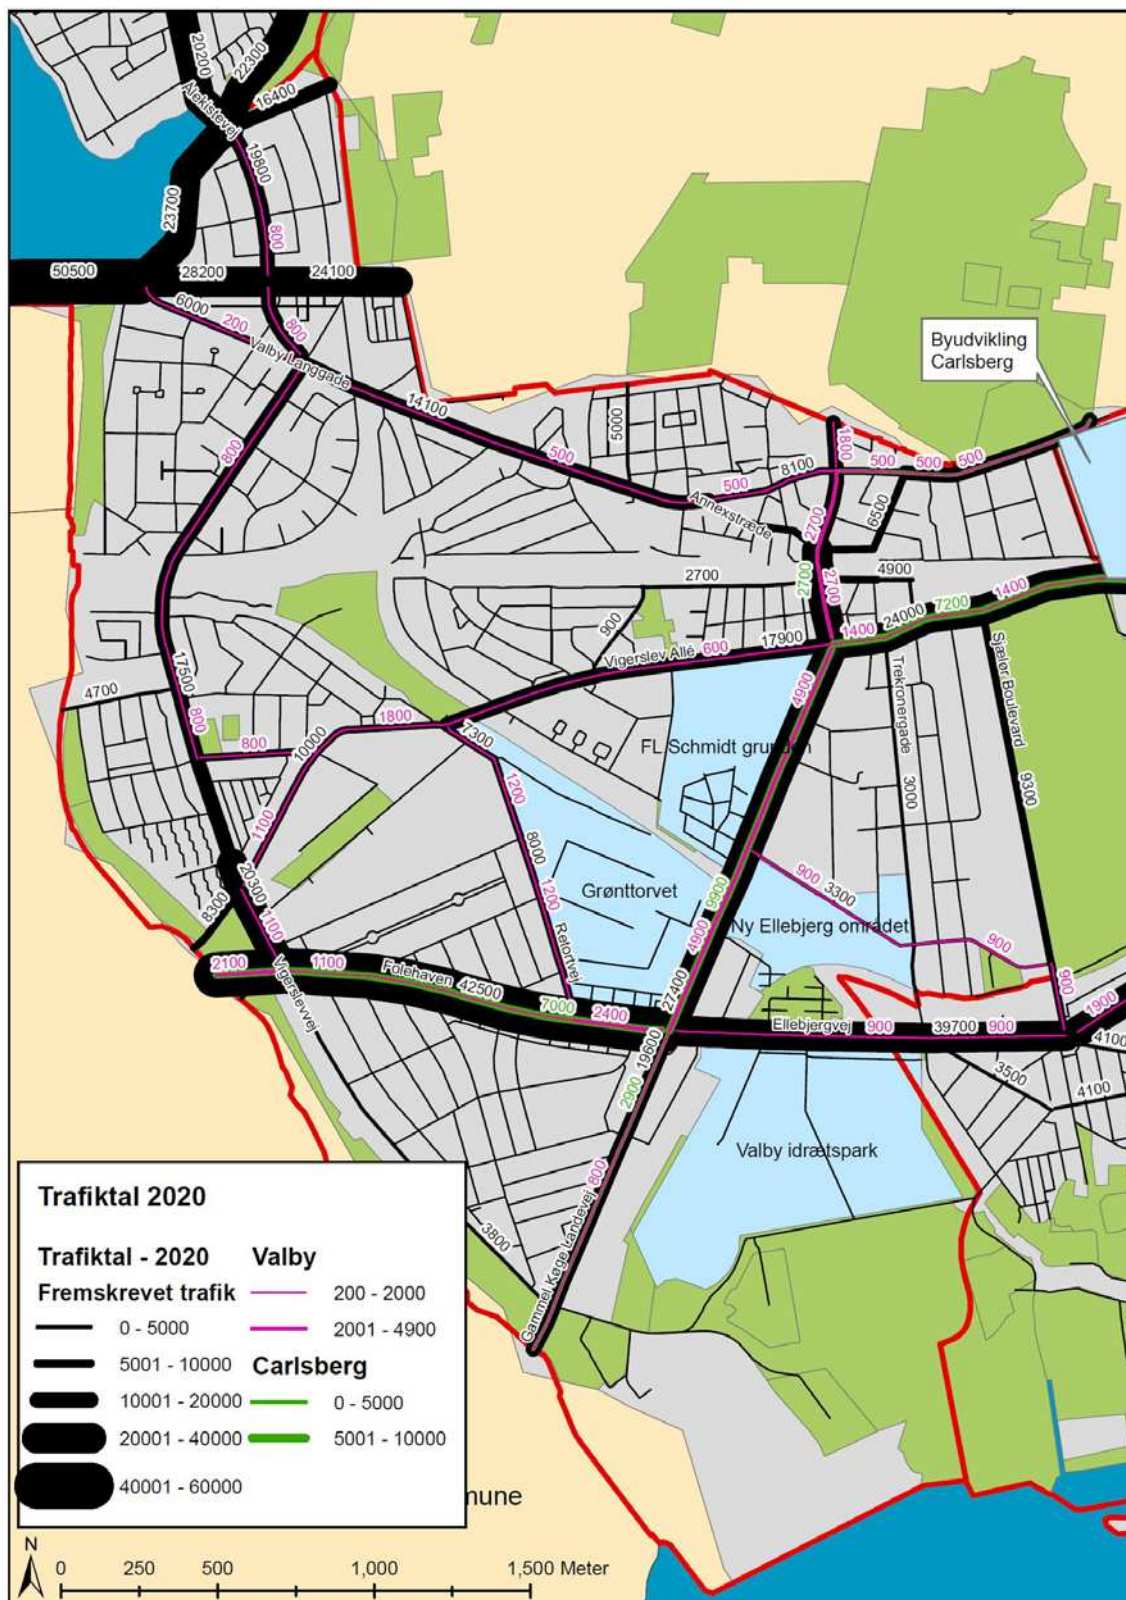 20200
22300
Ålekistevej
16400
19800
23700
800
50500
28200
24100
6000
200
800
Valby Langgade
14100
5000
Byudvikling
Carlsberg
1800
500
500
500
500
500
8100
800
Annexstræde
2700
6500
2700
2700
2700
4900
900
17900
1400
24000
7200
1400
Vigerslev Allé
600
17500
4700
800
800
10000
1800
7300
4900
FL Schmidt grunden
Trekronergade
Sjælør Boulevard
1200
1100
8000
3000
9300
Grønttorvet
9900
900
3300
20300
8300
1100
1200
4900
Ny Ellebjerg området
900
2100
1100
Folehaven
42500
Retortvej
27400
900
1900
Vigerslevvej
7000
2400
Ellebjergvej
900
39700
900
4100
19600
2900
3500
4100
Valby idrætspark
800
3800
Gammel Køge Landevej
Trafiktal 2020
Trafiktal - 2020
Valby
Fremskrevet trafik
200 - 2000
0 - 5000
2001 - 4900
5001 - 10000
Carlsberg
10001 - 20000
0 - 5000
20001 - 40000
5001 - 10000
40001 - 60000
mune
N
0
250
500
1,000
1,500 Meter